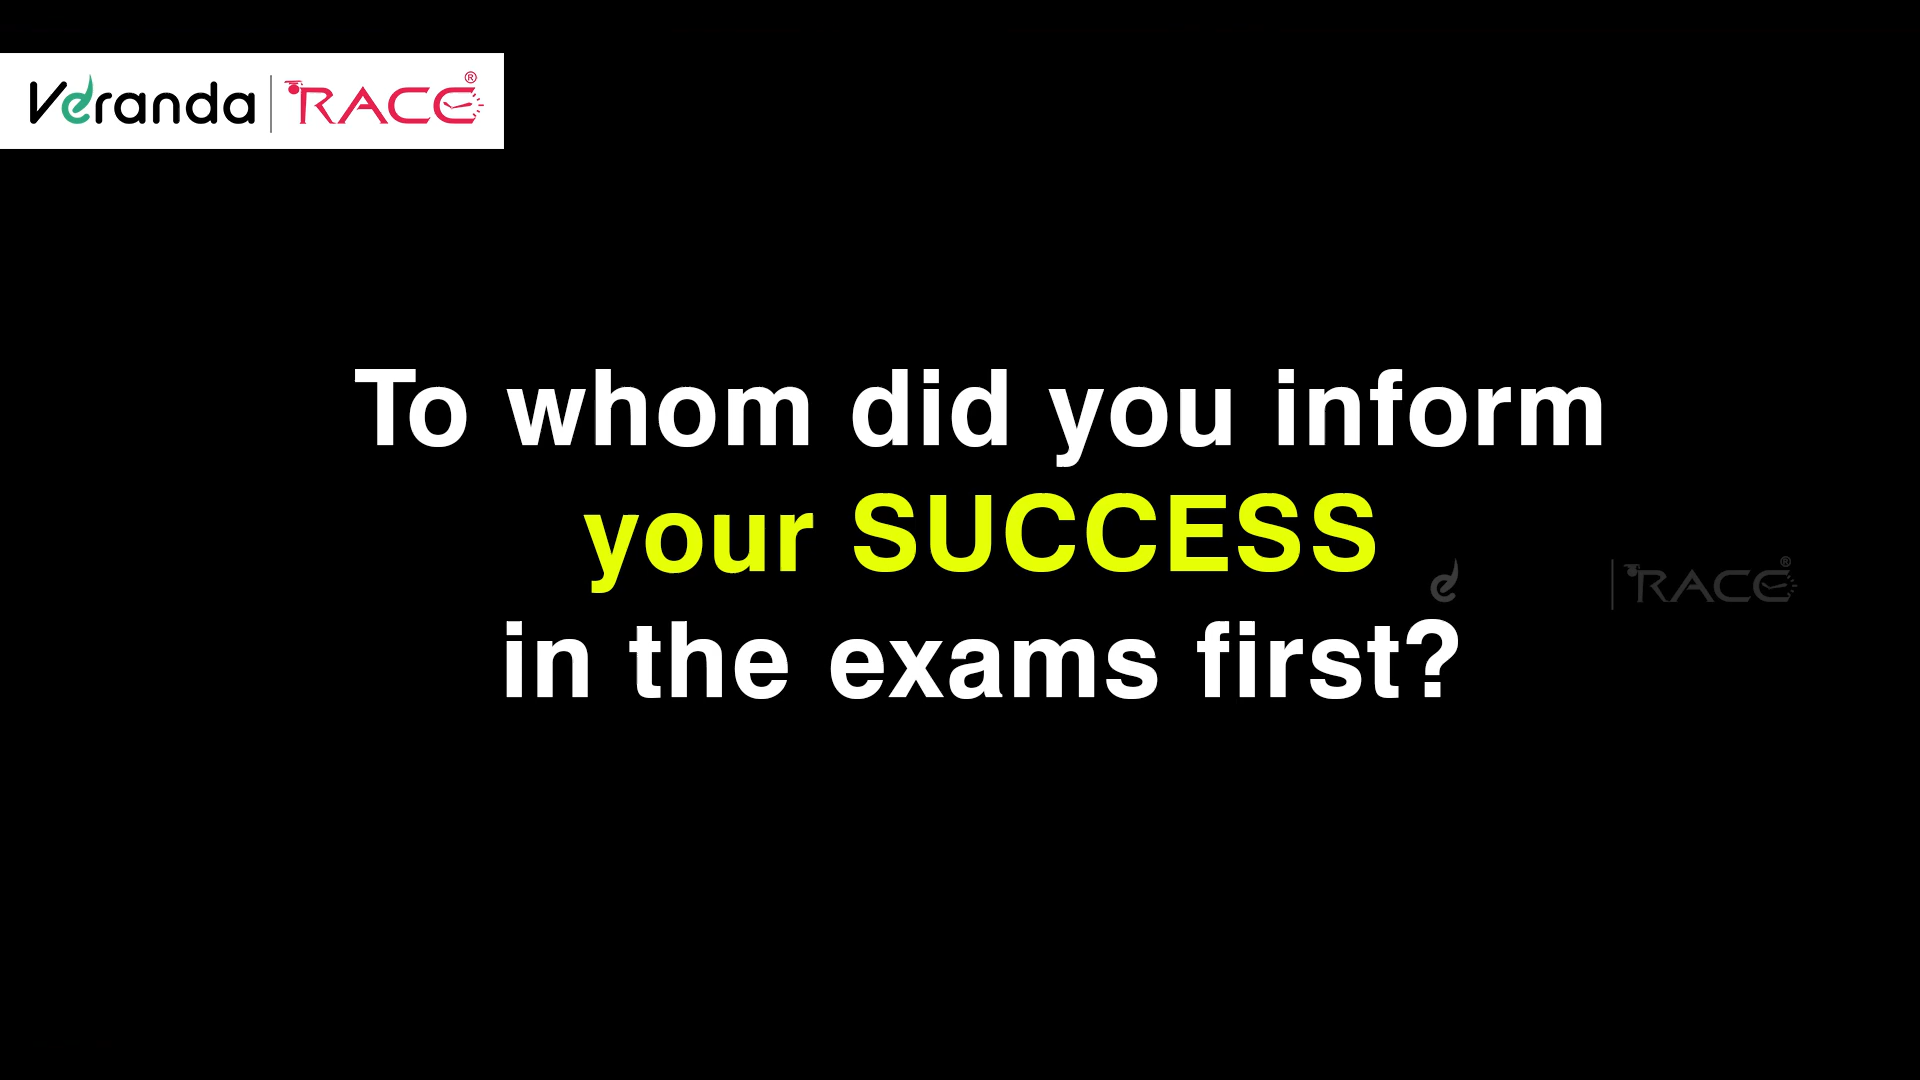 Veranda | RACE®
To whom did you inform
your SUCCESS
in the exams first?
RACE®